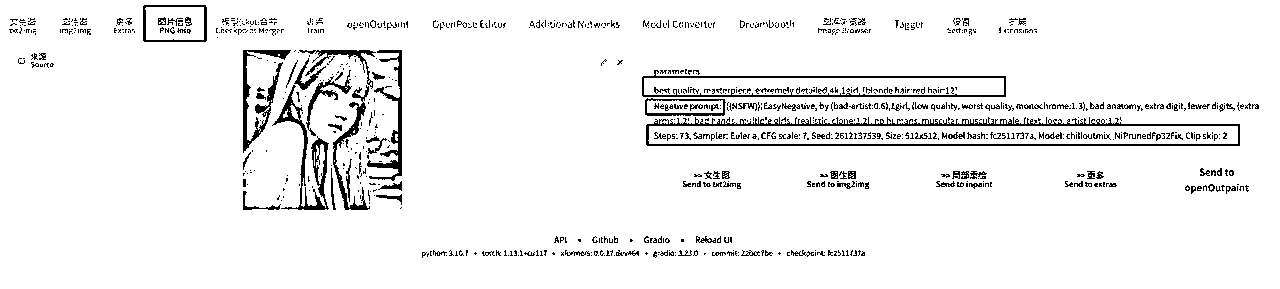 文生图 图生图 更多 图片信息 模型(ckpt)合并 训练 openOutpaint OpenPose Editor Additional Networks Model Converter Dreambooth 图库浏览器 Tagger 设置 扩展
txt2img img2img Extras PNG Info Checkpoint Merger Train Image Browser Settings Extensions
来源
Source
parameters
best quality, masterpiece, extremely detailed,4k,1girl, [blonde hair:red hair:12]
Negative prompt: ((NSFW)),EasyNegative, by (bad-artist:0.6),1girl, (low quality, worst quality, monochrome:1.3), bad anatomy, extra digit, fewer digits, (extra
arms:1.2), bad hands, multiple girls, (realistic, clone:1.2), no humans, muscular, muscular male, (text, logo, artist logo:1.2)
Steps: 73, Sampler: Euler a, CFG scale: 7, Seed: 2612137539, Size: 512x512, Model hash: fc2511737a, Model: chilloutmix_NiPrunedFp32Fix, Clip skip: 2
>> 文生图 >> 图生图 >> 局部重绘 >> 更多 Send to
Send to txt2img Send to img2img Send to inpaint Send to extras openOutpaint
API • Github • Gradio • Reload UI
python: 3.10.7 • torch: 1.13.1+cu117 • xformers: 0.0.17.dev464 • gradio: 3.23.0 • commit: 22bcc7be • checkpoint: fc2511737a